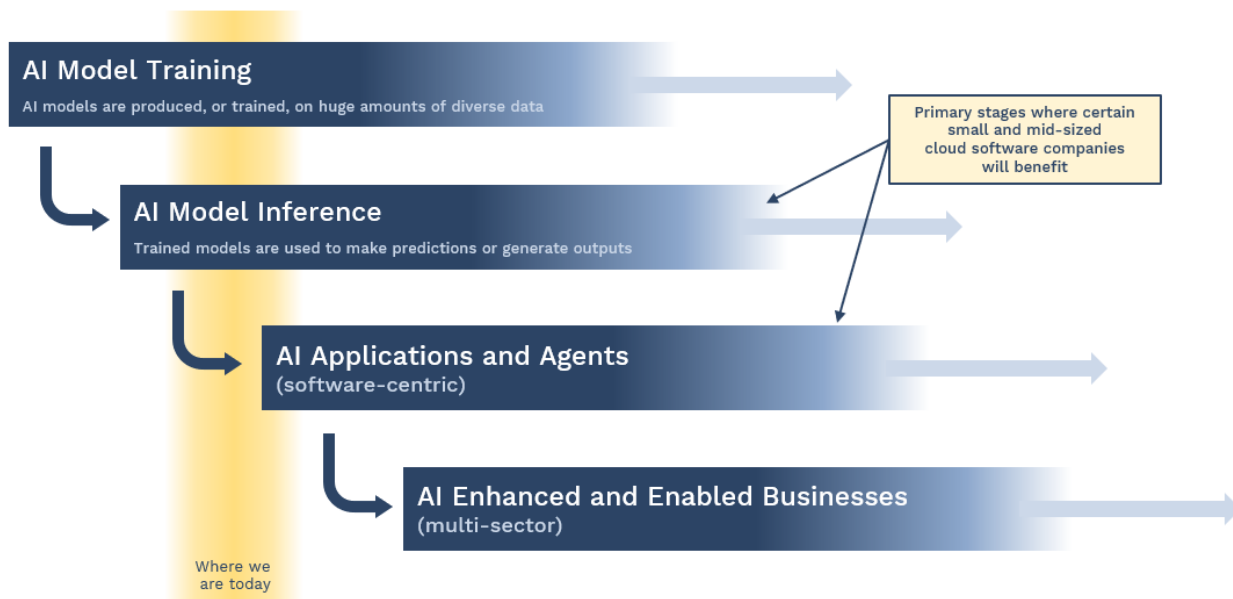 AI Model Training
AI models are produced, or trained, on huge amounts of diverse data
Primary stages where certain
small and mid-sized
cloud software companies
will benefit
AI Model Inference
Trained models are used to make predictions or generate outputs
AI Applications and Agents
(software-centric)
AI Enhanced and Enabled Businesses
(multi-sector)
Where we
are today